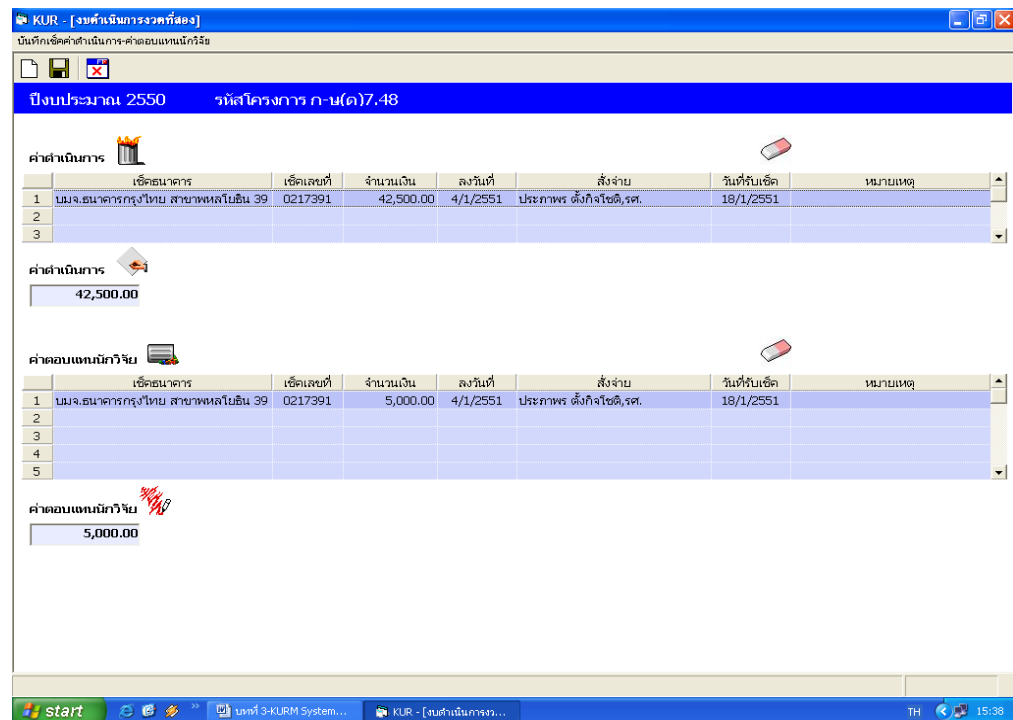 KUR - [งบดำเนินการงวดที่สอง]
บันทึกเช็คค่าดำเนินการ-ค่าตอบแทนนักวิจัย
ปีงบประมาณ 2550 รหัสโครงการ ก-ษ(ด)7.48
ค่าดำเนินการ
เช็คธนาคาร เช็คเลขที่ จำนวนเงิน ลงวันที่ สั่งจ่าย วันที่รับเช็ค หมายเหตุ
1 บมจ.ธนาคารกรุงไทย สาขาพหลโยธิน 39 0217391 42,500.00 4/1/2551 ประภาพร ตั้งกิจโชติ,รศ. 18/1/2551
2
3
ค่าดำเนินการ
42,500.00
ค่าตอบแทนนักวิจัย
เช็คธนาคาร เช็คเลขที่ จำนวนเงิน ลงวันที่ สั่งจ่าย วันที่รับเช็ค หมายเหตุ
1 บมจ.ธนาคารกรุงไทย สาขาพหลโยธิน 39 0217391 5,000.00 4/1/2551 ประภาพร ตั้งกิจโชติ,รศ. 18/1/2551
2
3
4
5
ค่าตอบแทนนักวิจัย
5,000.00
start บทที่ 3-KURM System... KUR - [งบดำเนินการงว... TH 15:38